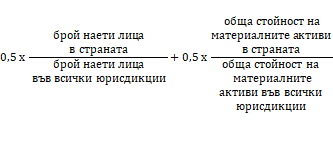 0,5 x
брой наети лица
в страната
брой наети лица
във всички юрисдикции
+ 0,5 x
обща стойност на
материалните активи
в страната
обща стойност на
материалните
активи във всички
юрисдикции